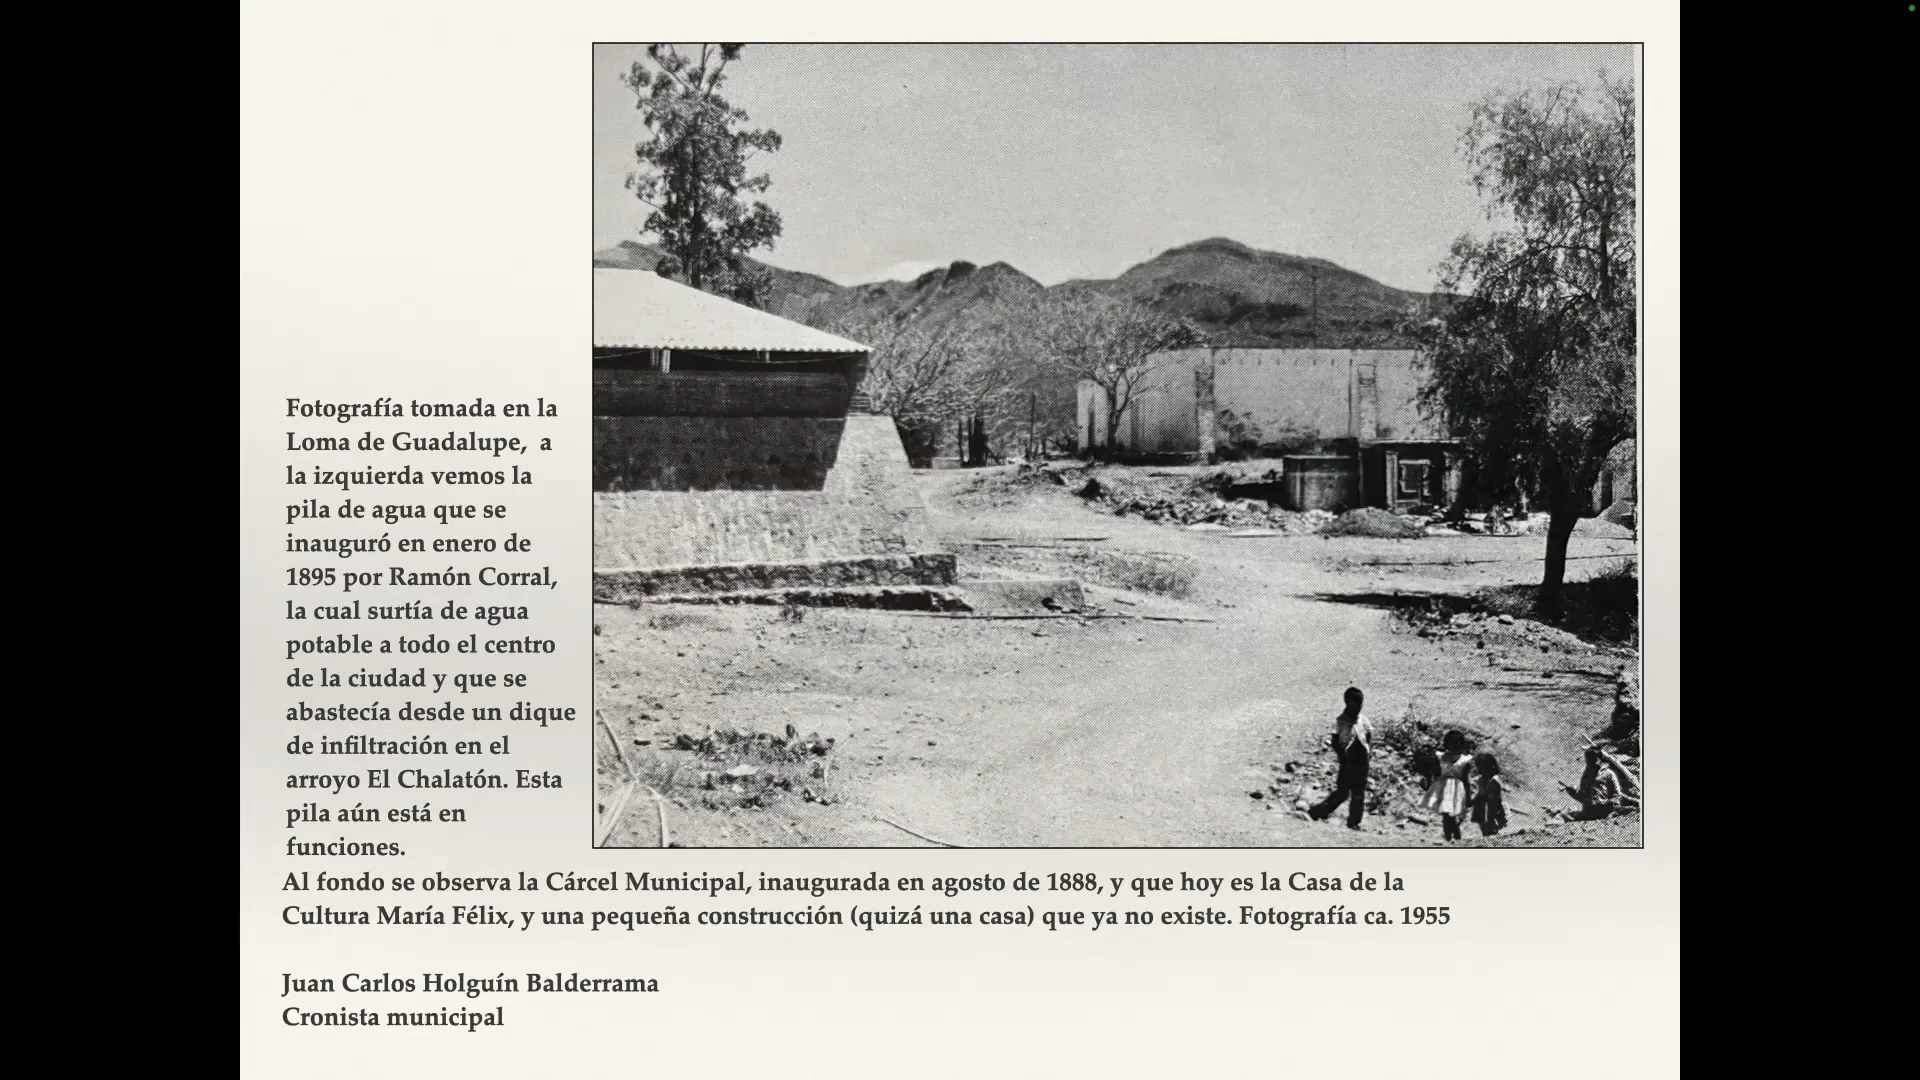 Fotografía tomada en la
Loma de Guadalupe, a
la izquierda vemos la
pila de agua que se
inauguró en enero de
1895 por Ramón Corral,
la cual surtía de agua
potable a todo el centro
de la ciudad y que se
abastecía desde un dique
de infiltración en el
arroyo El Chalatón. Esta
pila aún está en
funciones.
Al fondo se observa la Cárcel Municipal, inaugurada en agosto de 1888, y que hoy es la Casa de la
Cultura María Félix, y una pequeña construcción (quizá una casa) que ya no existe. Fotografía ca. 1955
Juan Carlos Holguín Balderrama
Cronista municipal